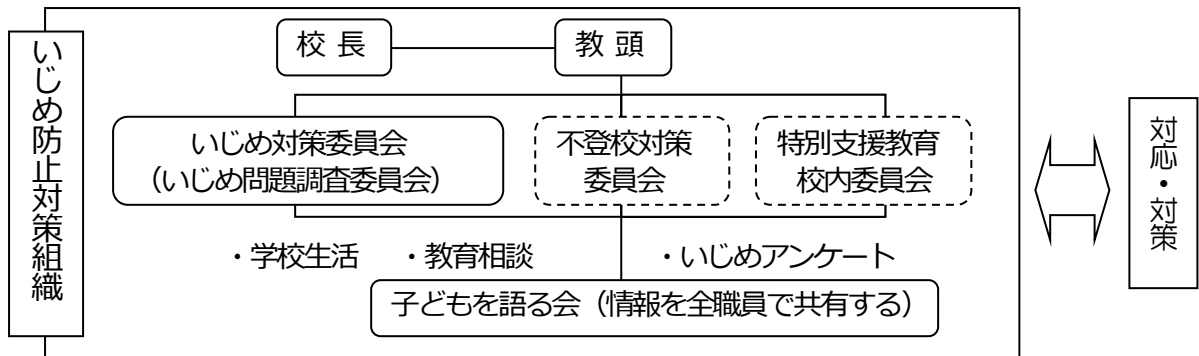 いじめ防止対策組織
校長
教頭
いじめ対策委員会
（いじめ問題調査委員会）
不登校対策
委員会
特別支援教育
校内委員会
・学校生活 ・教育相談 ・いじめアンケート
子どもを語る会（情報を全職員で共有する）
対応・対策